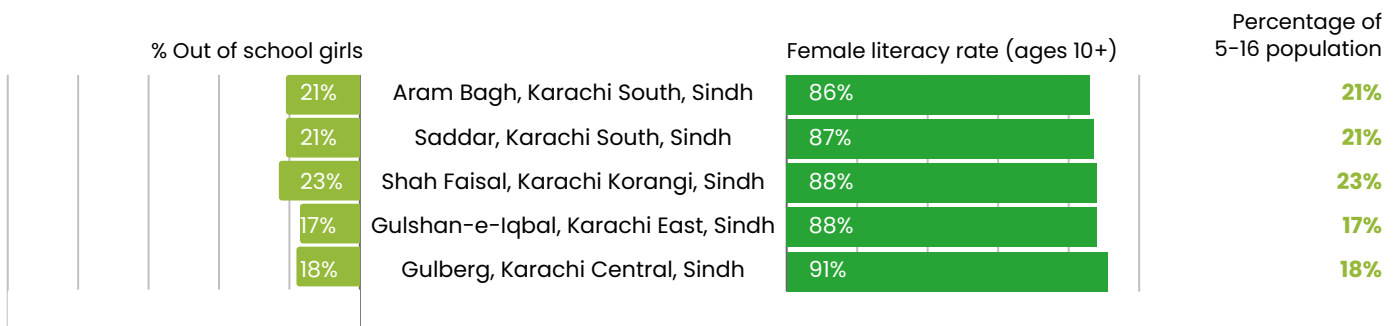 % Out of school girls
Female literacy rate (ages 10+)
Percentage of
5-16 population
21% Aram Bagh, Karachi South, Sindh 86% 21%
21% Saddar, Karachi South, Sindh 87% 21%
23% Shah Faisal, Karachi Korangi, Sindh 88% 23%
17% Gulshan-e-Iqbal, Karachi East, Sindh 88% 17%
18% Gulberg, Karachi Central, Sindh 91% 18%